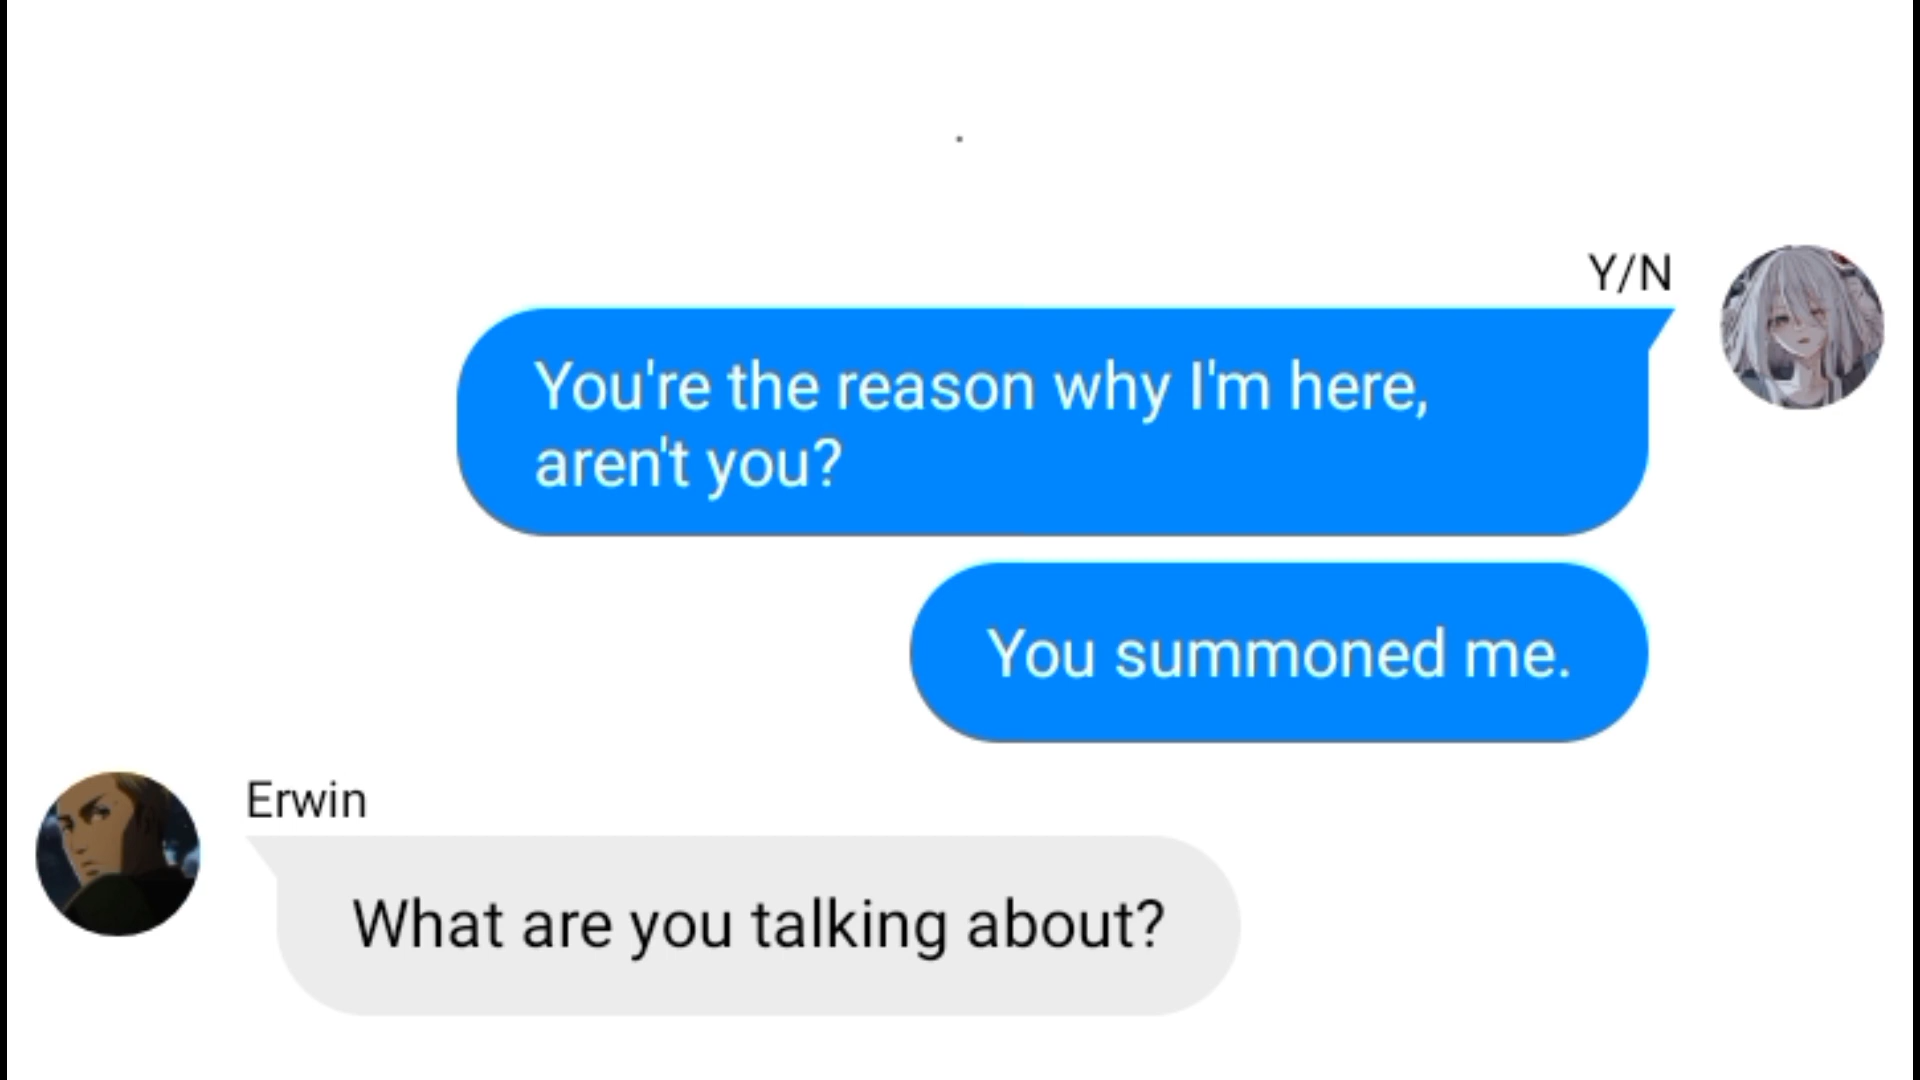 Y/N
You're the reason why I'm here,
aren't you?
You summoned me.
Erwin
What are you talking about?